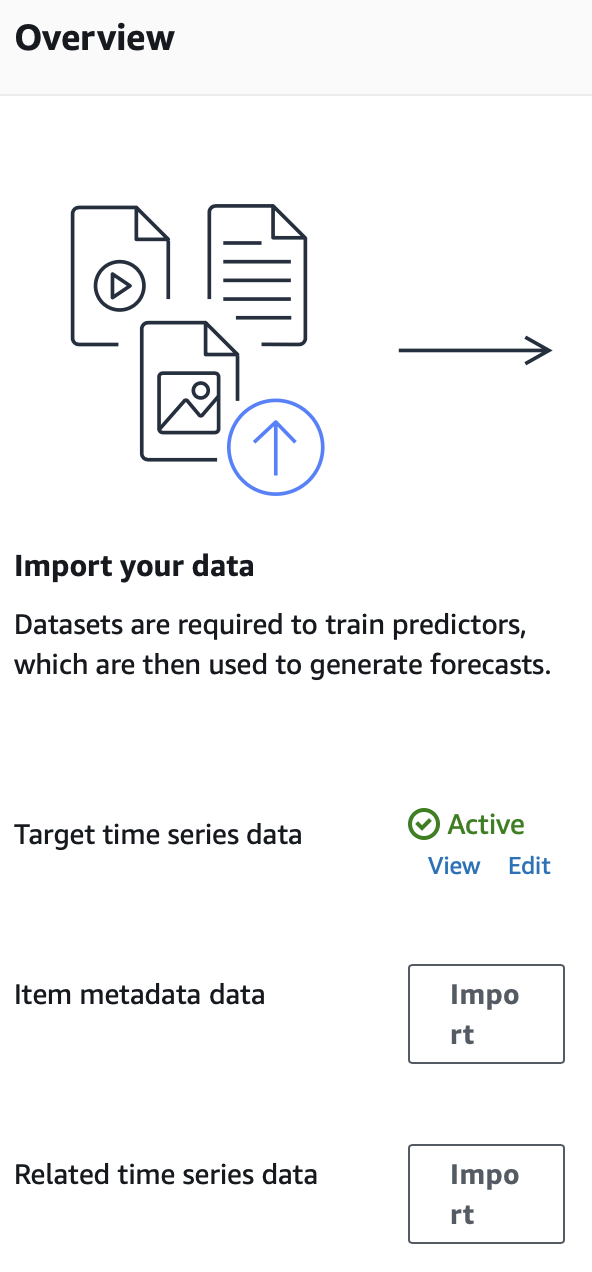 Overview
Import your data
Datasets are required to train predictors,
which are then used to generate forecasts.
Target time series data
Active
View Edit
Item metadata data
Impo
rt
Related time series data
Impo
rt